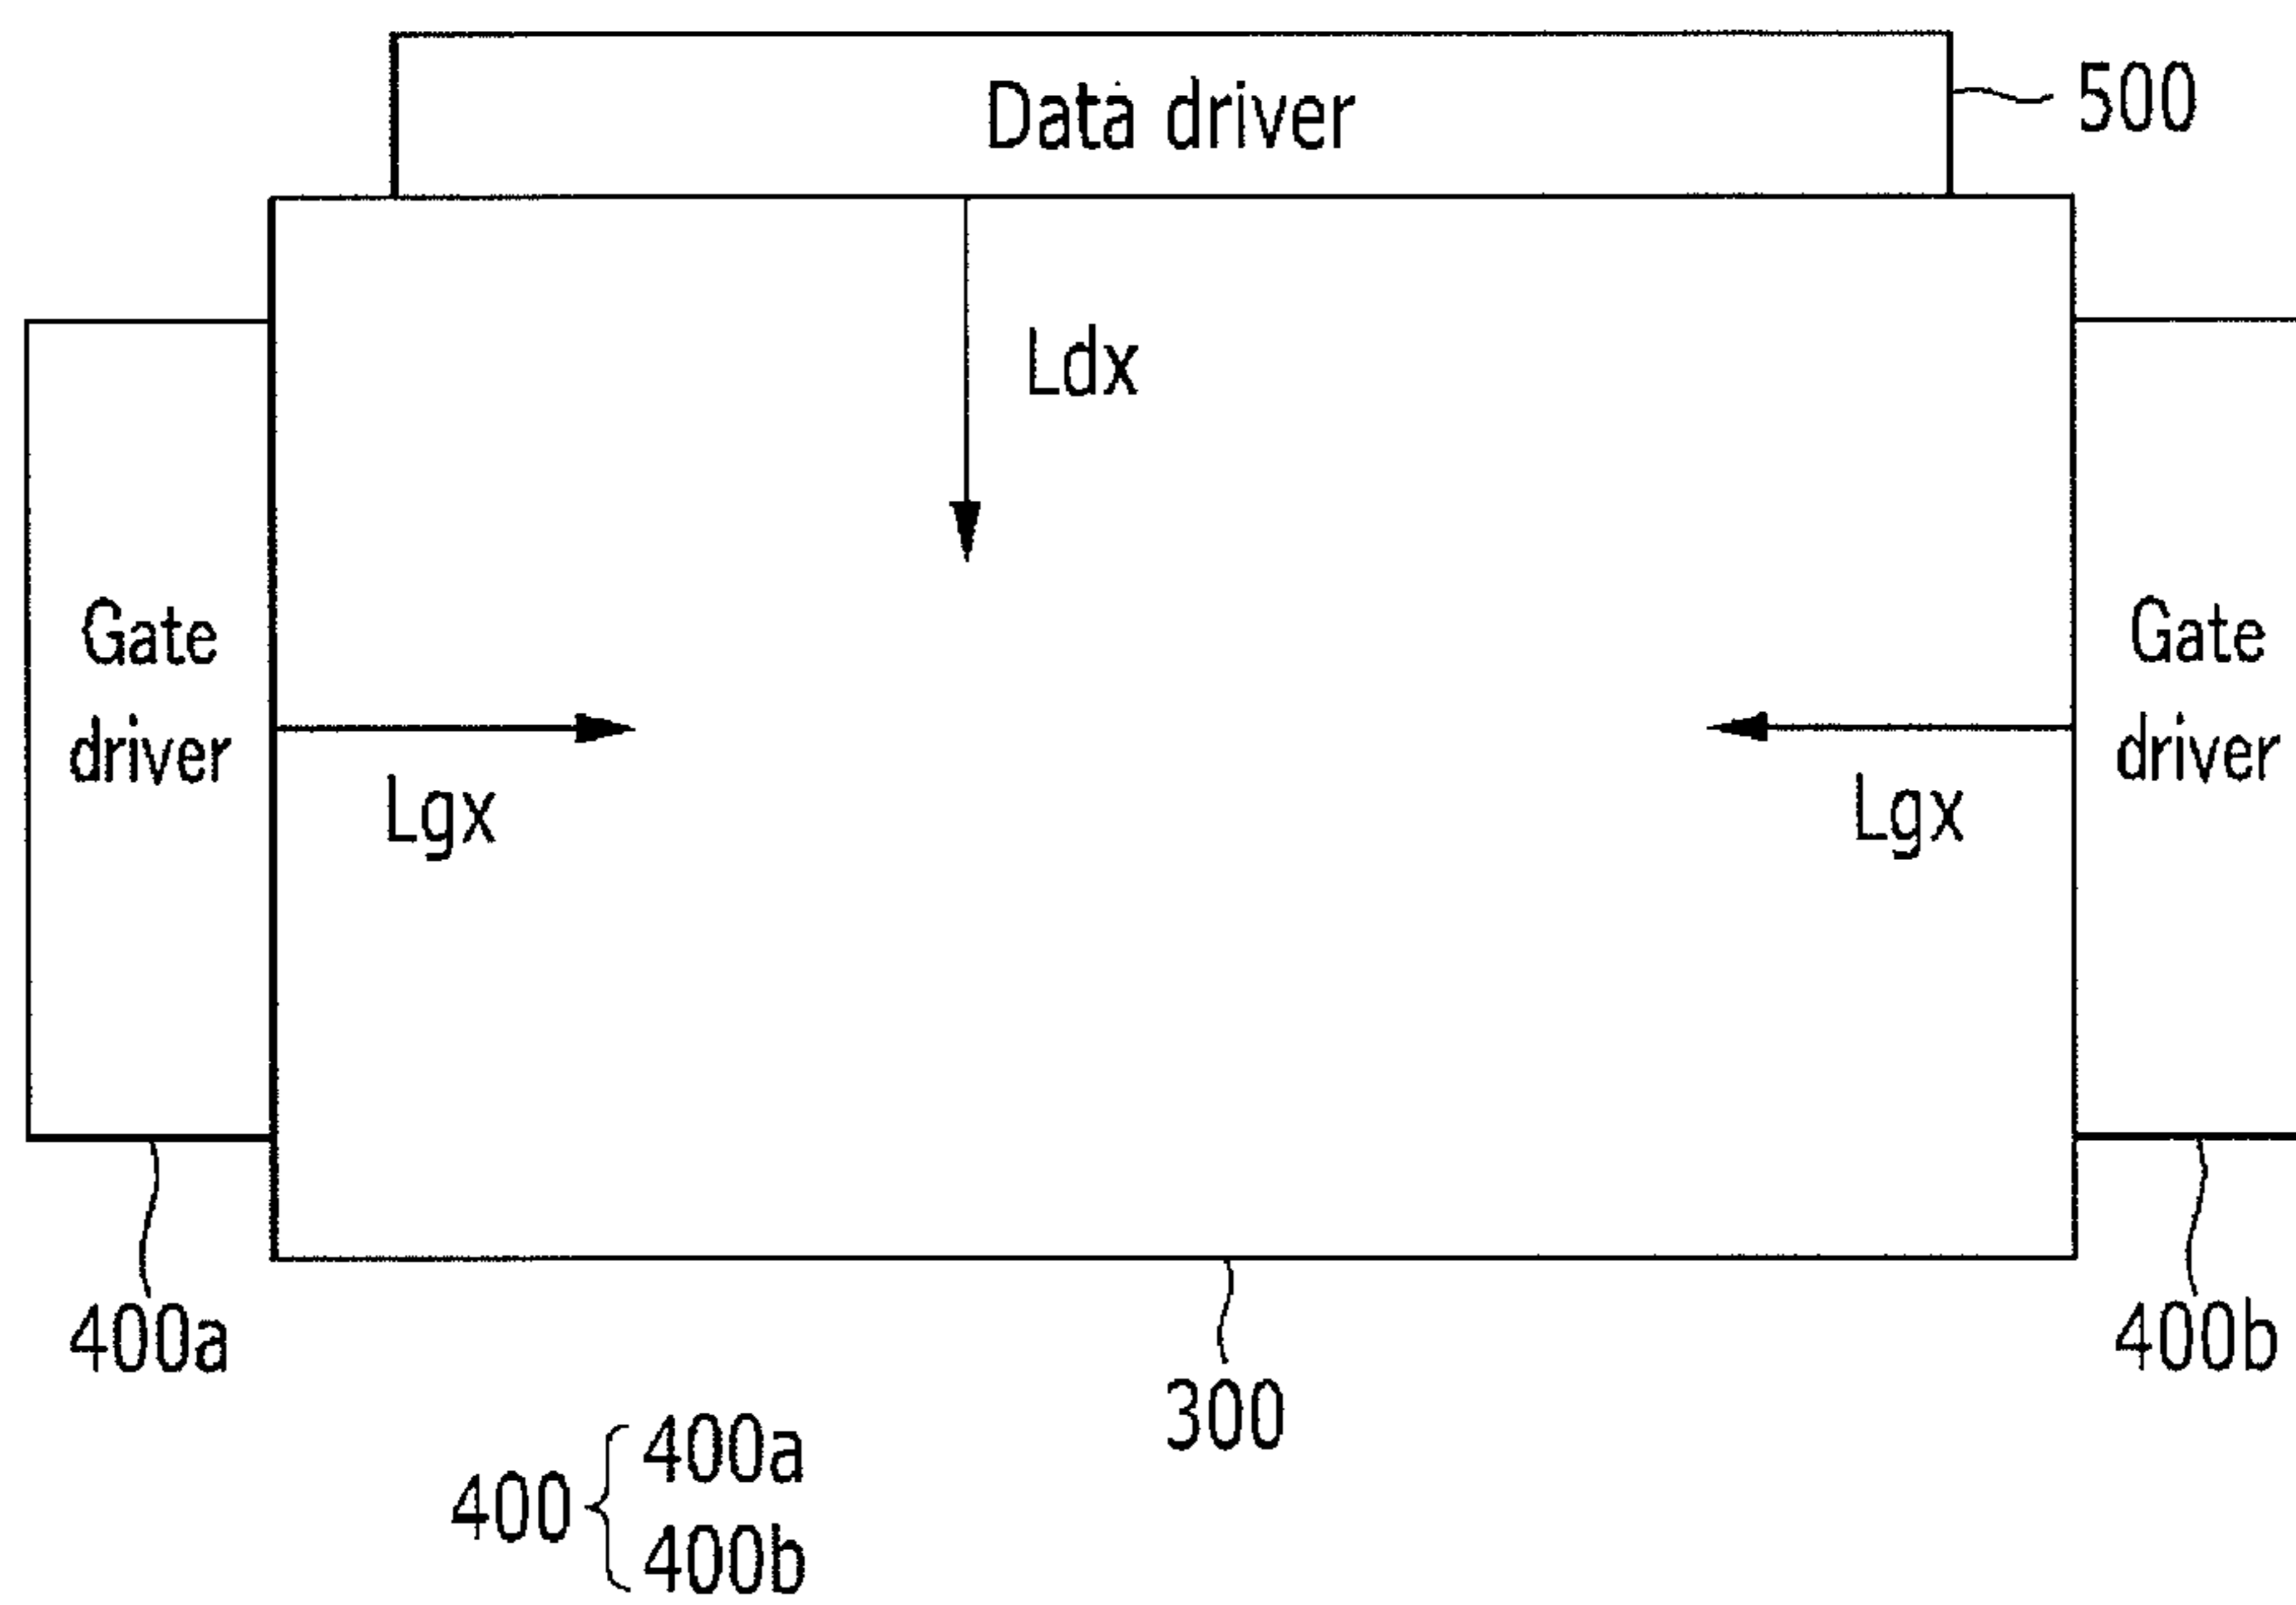 Data driver
500
Ldx
Gate
driver
Lgx
Lgx
Gate
driver
400a
300
400b
400 { 400a
400b